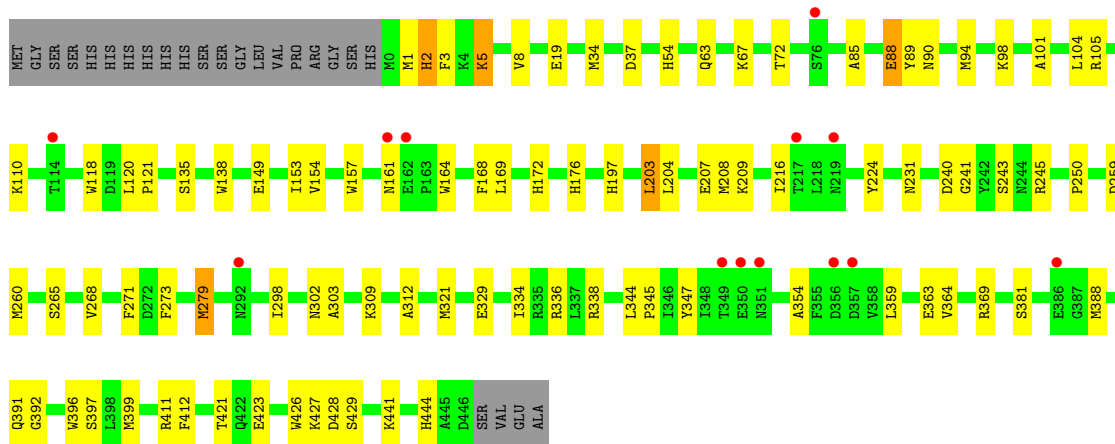 MET GLY SER SER HIS HIS HIS HIS HIS HIS SER SER GLY LEU VAL PRO ARG GLY SER HIS M0 M1 H2 F3 K4 K5 V8 E19 M34 D37 H54 Q63 K67 T72 S76 A85 E88 Y89 N90 M94 K98 A101 L104 R105
K110 T114 W118 D119 L120 P121 S135 W138 E149 I153 V154 W157 N161 E162 P163 W164 F168 L169 H172 H176 H197 L203 L204 E207 M208 K209 I216 T217 L218 N219 Y224 N231 D240 G241 Y242 S243 N244 R245 P250 D259
M260 S265 V268 F271 D272 F273 M279 N292 I298 N302 A303 K309 A312 M321 E329 I334 R335 R336 L337 R338 L344 P345 I346 Y347 I348 T349 E350 N351 A354 F355 D356 D357 V358 L359 E363 V364 R369 S381 E386 G387 M388
Q391 G392 W396 S397 L398 M399 R411 F412 T421 Q422 E423 W426 K427 D428 S429 K441 H444 A445 D446 SER VAL GLU ALA